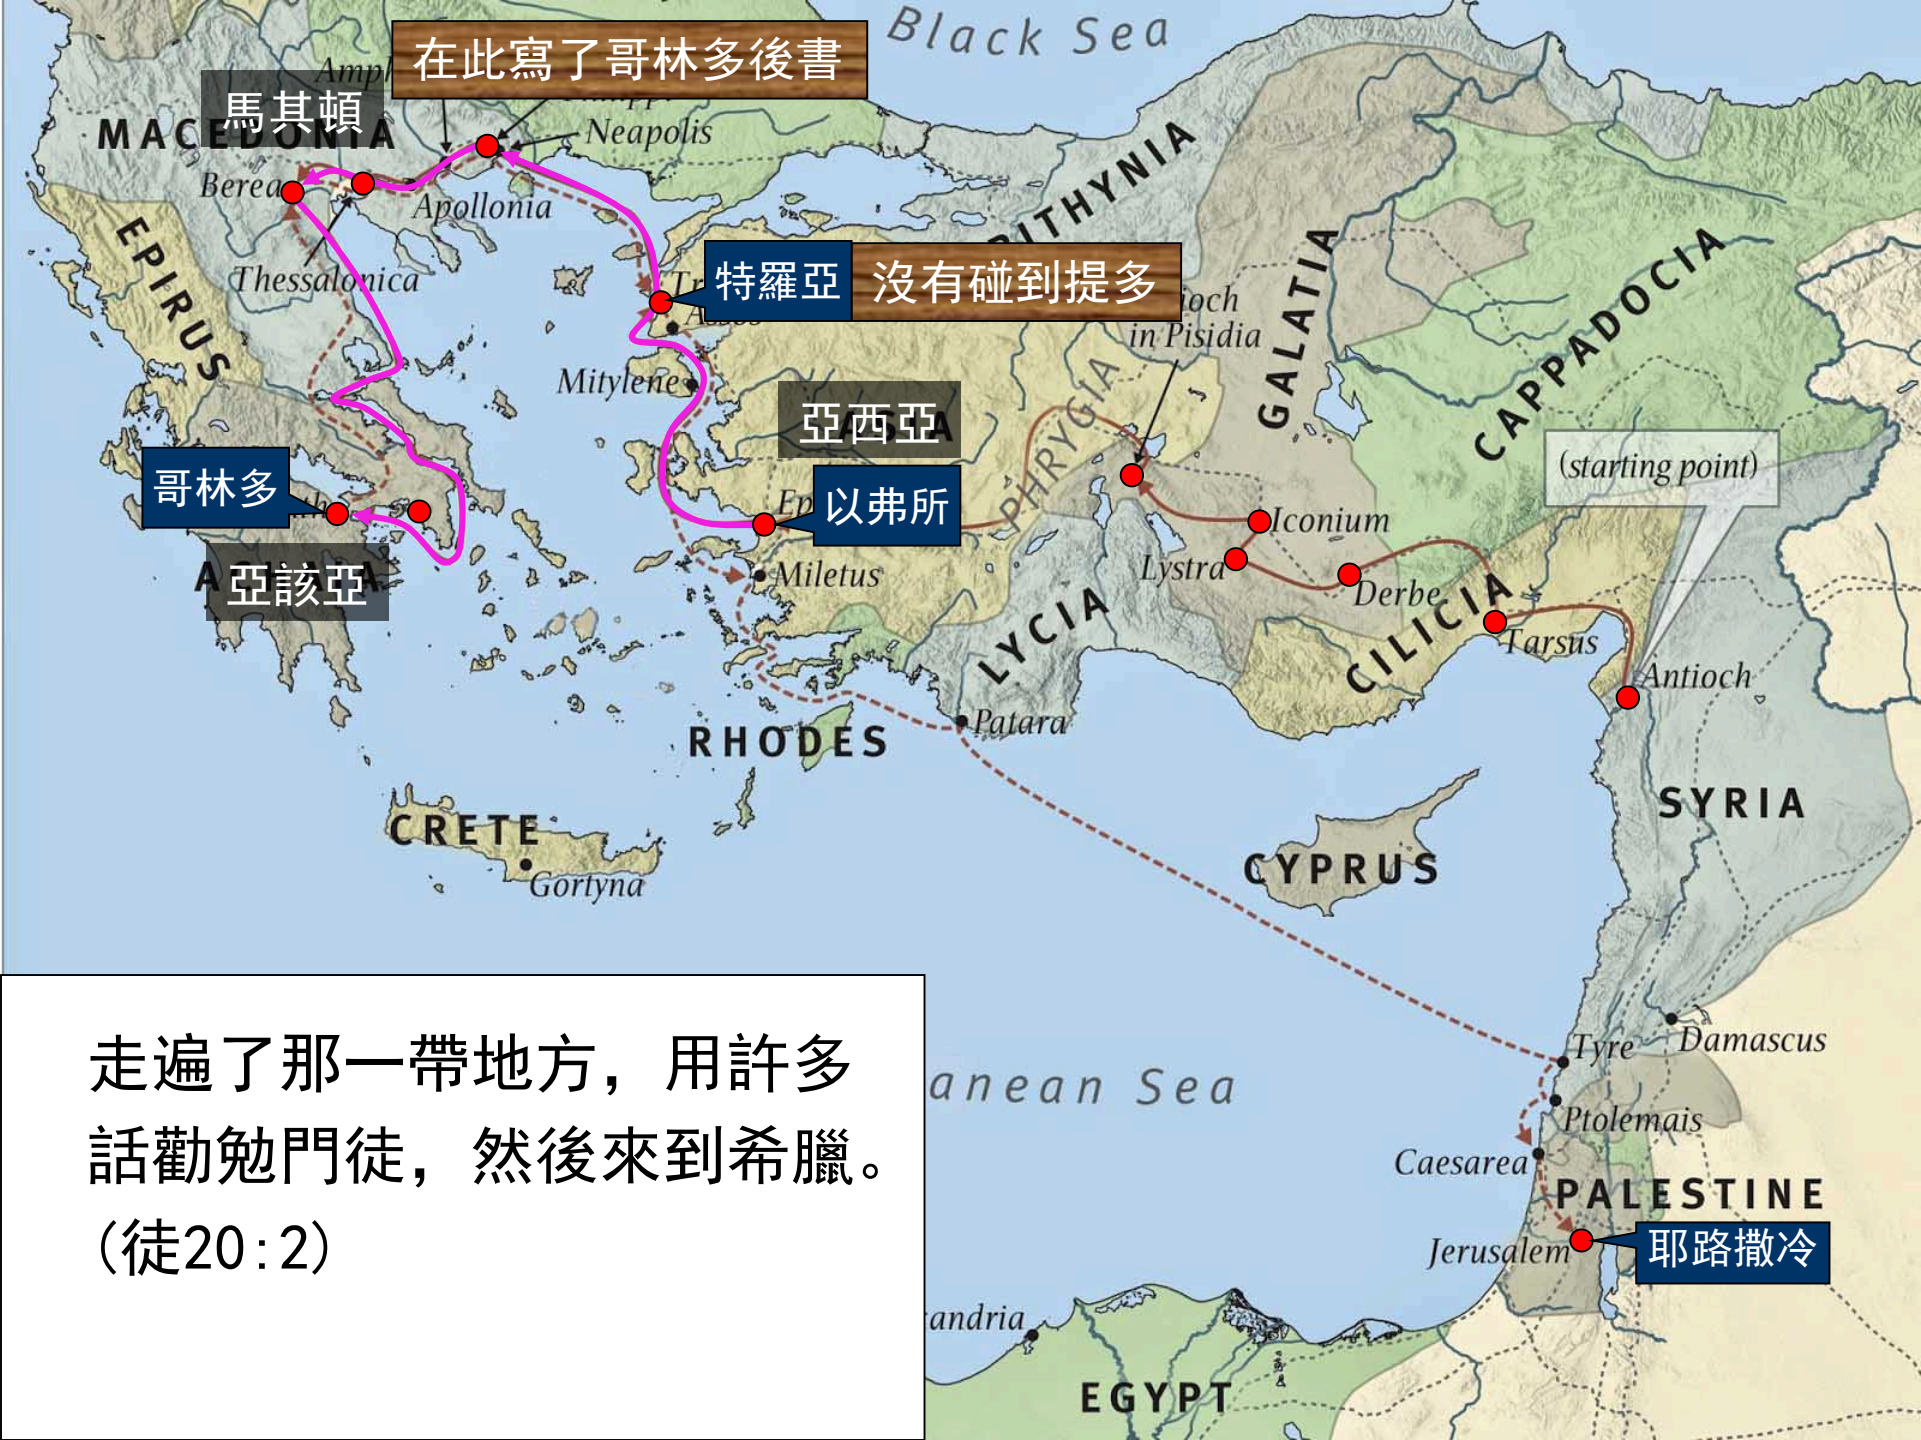 Black Sea
在此寫了哥林多後書
馬其頓
MACEDONIA
Neapolis
Berea
Apollonia
Thessalonica
EPIRUS
BITHYNIA
特羅亞
沒有碰到提多
in Pisidia
GALATIA
CAPPADOCIA
Mitylene
亞西亞
PHRYGIA
(starting point)
哥林多
以弗所
Iconium
Lystra
Derbe
亞該亞
Miletus
LYCIA
CILICIA
Tarsus
Antioch
Patara
RHODES
SYRIA
CRETE
Gortyna
CYPRUS
走遍了那一帶地方，用許多
話勸勉門徒，然後來到希臘。
(徒20:2)
anean Sea
Tyre
Damascus
Ptolemais
Caesarea
PALESTINE
Jerusalem
耶路撒冷
andria
EGYPT